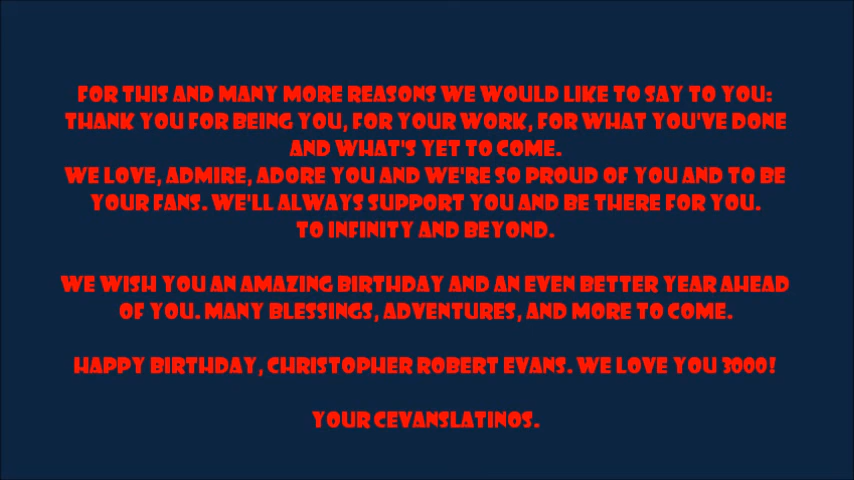 FOR THIS AND MANY MORE REASONS WE WOULD LIKE TO SAY TO YOU:
THANK YOU FOR BEING YOU, FOR YOUR WORK, FOR WHAT YOU'VE DONE
AND WHAT'S YET TO COME.
WE LOVE, ADMIRE, ADORE YOU AND WE'RE SO PROUD OF YOU AND TO BE
YOUR FANS. WE'LL ALWAYS SUPPORT YOU AND BE THERE FOR YOU.
TO INFINITY AND BEYOND.
WE WISH YOU AN AMAZING BIRTHDAY AND AN EVEN BETTER YEAR AHEAD
OF YOU. MANY BLESSINGS, ADVENTURES, AND MORE TO COME.
HAPPY BIRTHDAY, CHRISTOPHER ROBERT EVANS. WE LOVE YOU 3000!
YOUR CEVANSLATINOS.